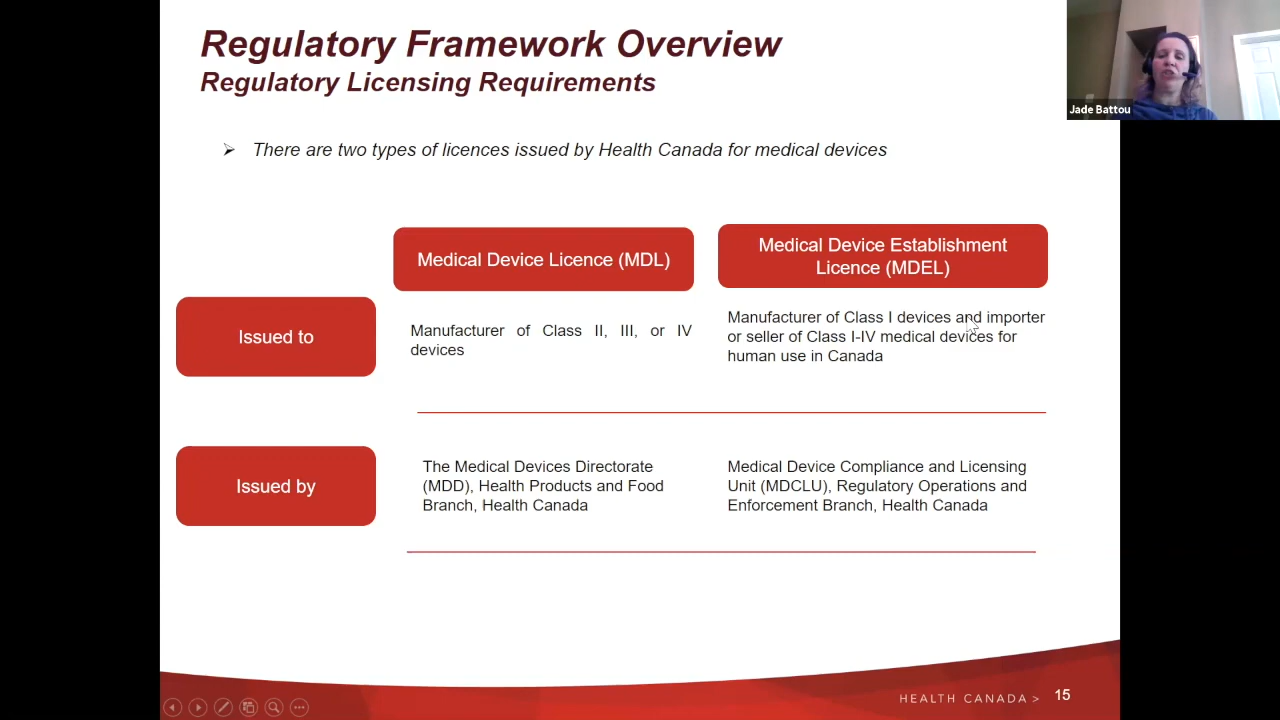 Regulatory Framework Overview
Regulatory Licensing Requirements
Jade Battou
There are two types of licences issued by Health Canada for medical devices
Medical Device Licence (MDL)
Medical Device Establishment
Licence (MDEL)
Issued to
Manufacturer of Class II, III, or IV
devices
Manufacturer of Class I devices and importer
or seller of Class I-IV medical devices for
human use in Canada
Issued by
The Medical Devices Directorate
(MDD), Health Products and Food
Branch, Health Canada
Medical Device Compliance and Licensing
Unit (MDCLU), Regulatory Operations and
Enforcement Branch, Health Canada
HEALTH CANADA >
15